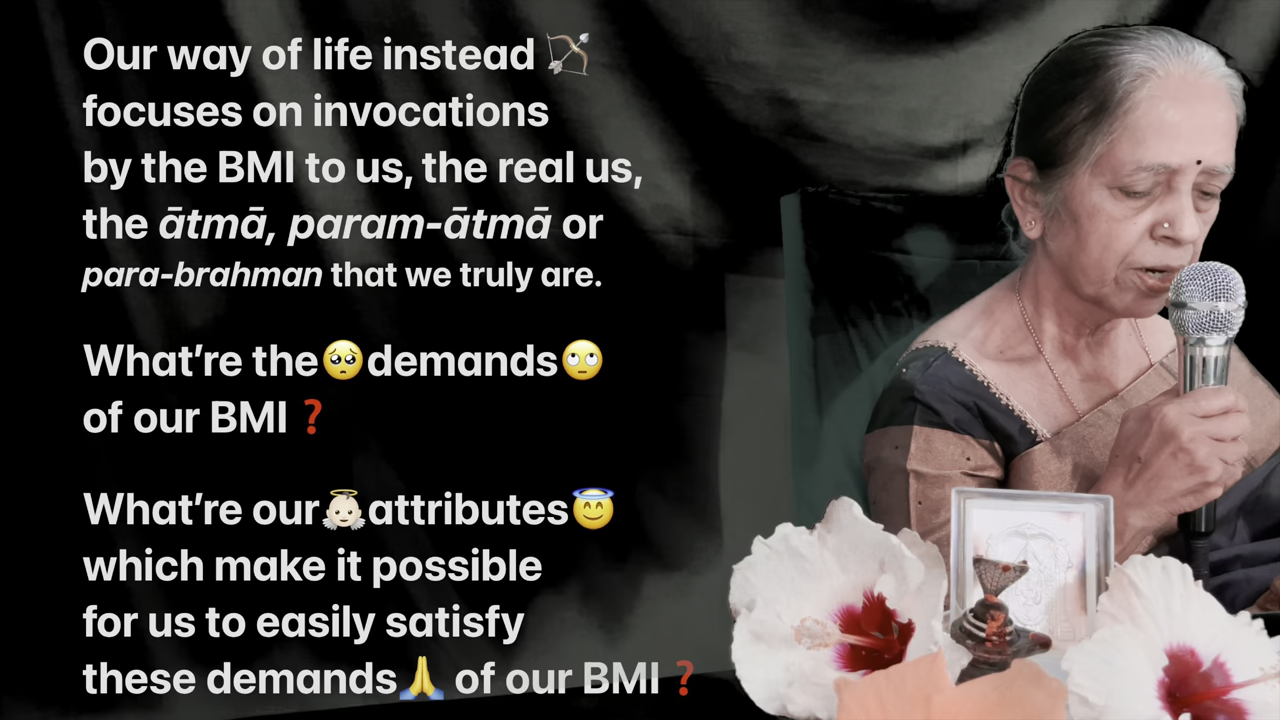 Our way of life instead 🏹
focuses on invocations
by the BMI to us, the real us,
the ātmā, param-ātmā or
para-brahman that we truly are.
What’re the🥺demands🙄
of our BMI ❓
What’re our👼🏻attributes😇
which make it possible
for us to easily satisfy
these demands🙏 of our BMI ❓